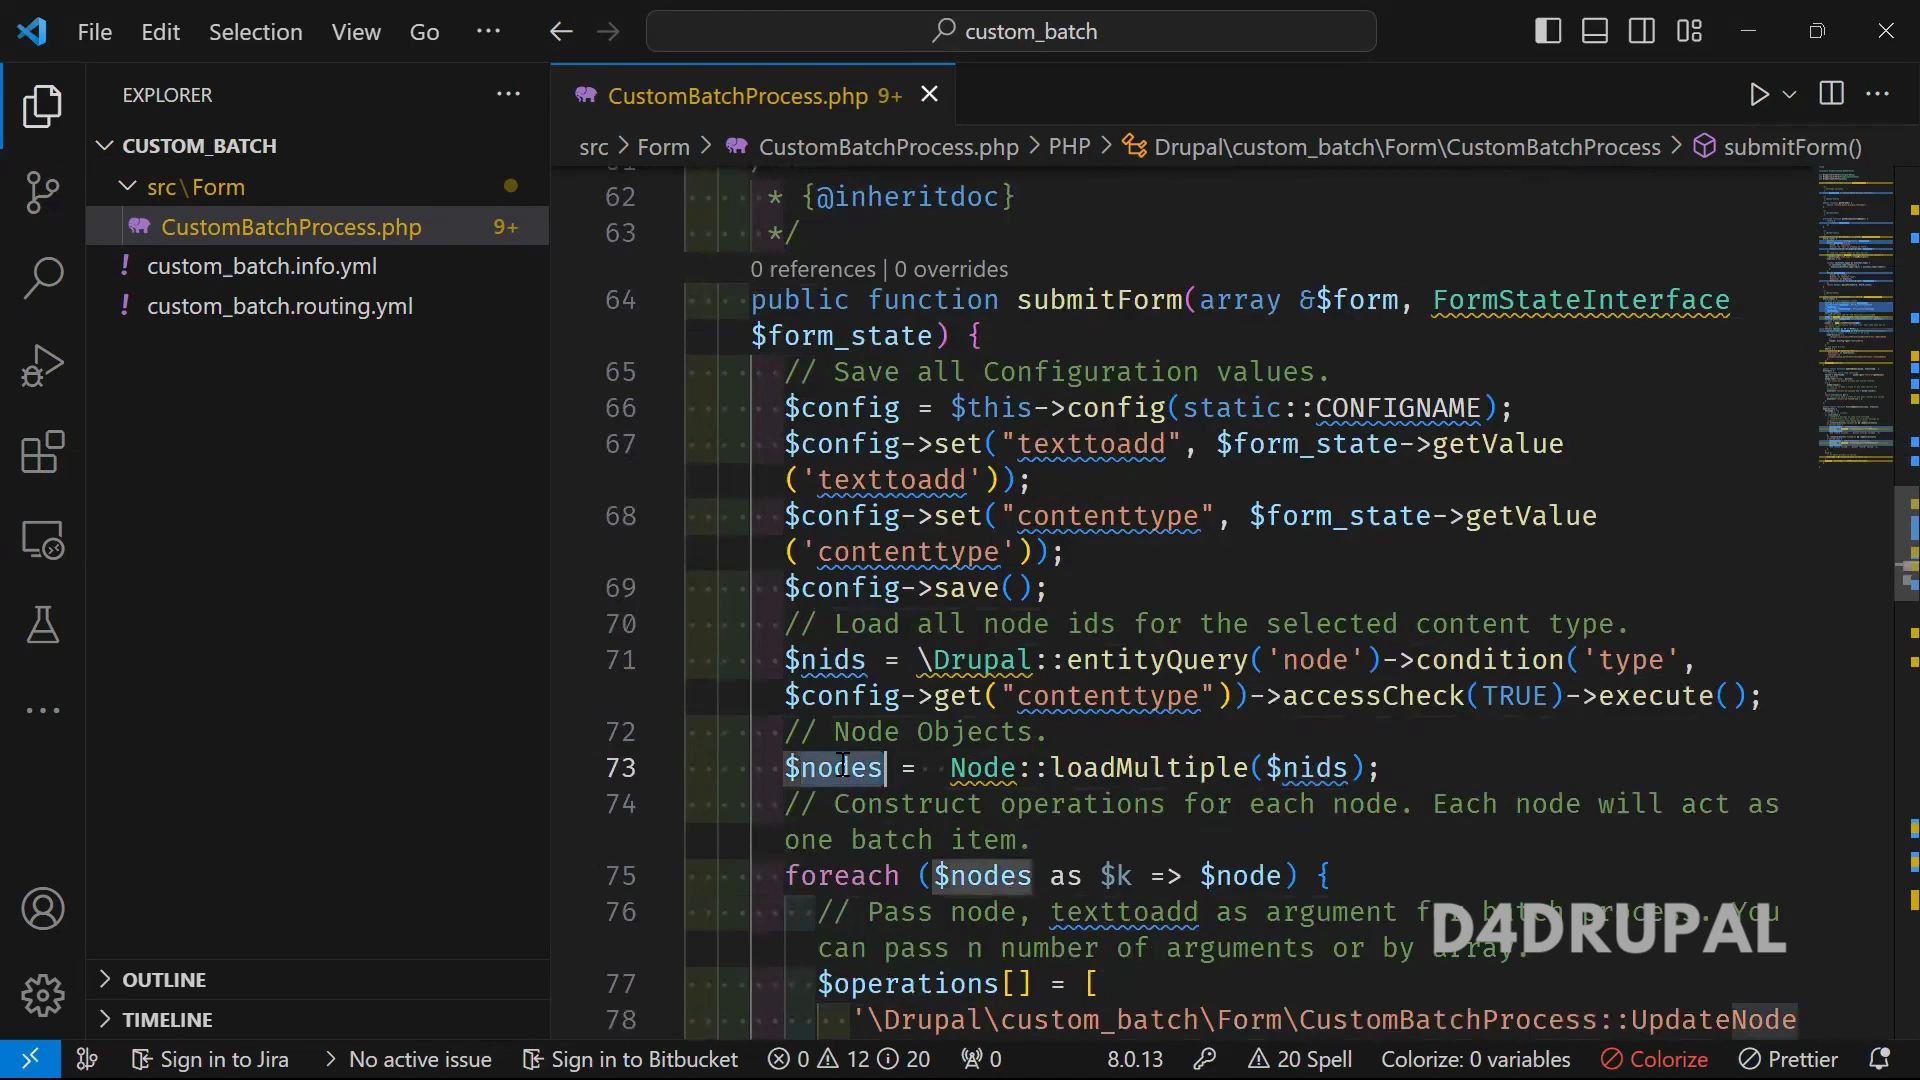 File Edit Selection View Go ··· custom_batch
EXPLORER
CUSTOM_BATCH
src\Form
CustomBatchProcess.php 9+
custom_batch.info.yml
custom_batch.routing.yml
OUTLINE
TIMELINE
CustomBatchProcess.php 9+
src > Form > CustomBatchProcess.php > PHP > Drupal\custom_batch\Form\CustomBatchProcess > submitForm()
62 * {@inheritdoc}
63 */
0 references | 0 overrides
64 public function submitForm(array &$form, FormStateInterface
$form_state) {
65 // Save all Configuration values.
66 $config = $this->config(static::CONFIGNAME);
67 $config->set("texttoadd", $form_state->getValue
('texttoadd'));
68 $config->set("contenttype", $form_state->getValue
('contenttype'));
69 $config->save();
70 // Load all node ids for the selected content type.
71 $nids = \Drupal::entityQuery('node')->condition('type',
$config->get("contenttype"))->accessCheck(TRUE)->execute();
72 // Node Objects.
73 $nodes = Node::loadMultiple($nids);
74 // Construct operations for each node. Each node will act as
one batch item.
75 foreach ($nodes as $k => $node) {
76 // Pass node, texttoadd as argument for batch process. You
can pass n number of arguments or by array.
77 $operations[] = [
78 '\Drupal\custom_batch\Form\CustomBatchProcess::UpdateNode
D4DRUPAL
Sign in to Jira > No active issue Sign in to Bitbucket 0 12 20 0 8.0.13 20 Spell Colorize: 0 variables Colorize Prettier